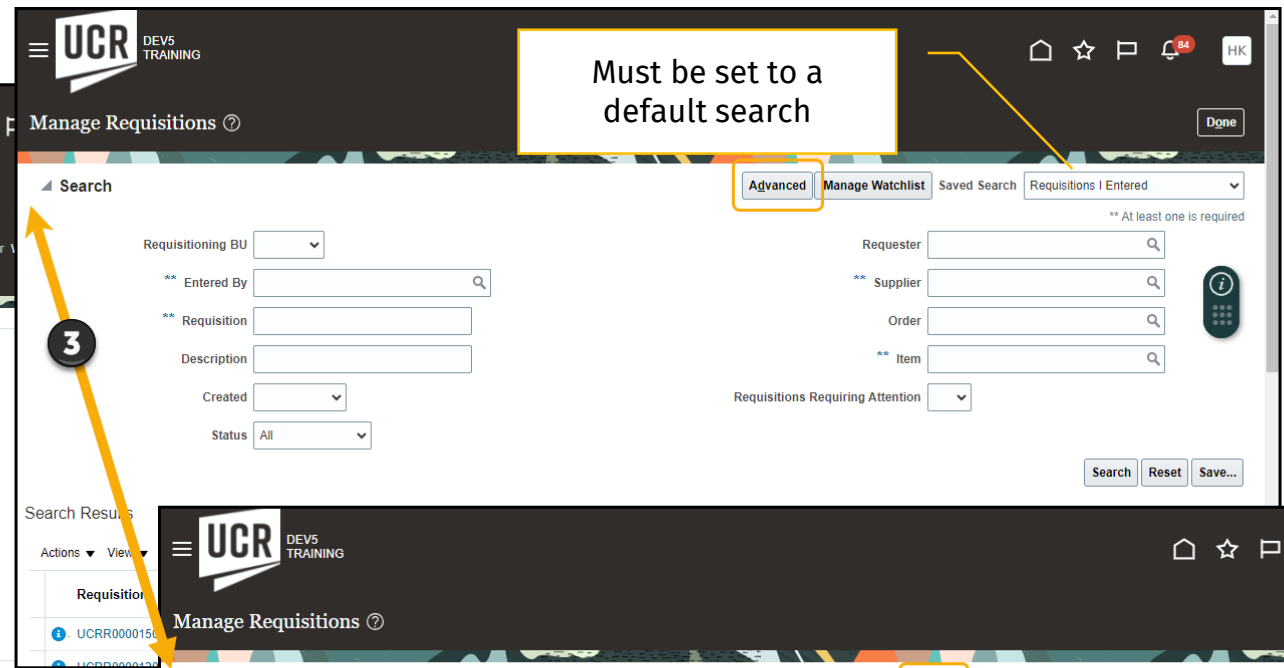 UCR DEV5
TRAINING
84
HK
Must be set to a
default search
Manage Requisitions
Done
Search
Advanced Manage Watchlist Saved Search Requisitions I Entered
** At least one is required
Requisitioning BU
Requester
** Entered By
** Supplier
** Requisition
Order
Description
** Item
Created
Requisitions Requiring Attention
Status All
3
Search Reset Save...
Search Results
Actions View
Requisition
UCRR0000150
UCR DEV5
TRAINING
Manage Requisitions